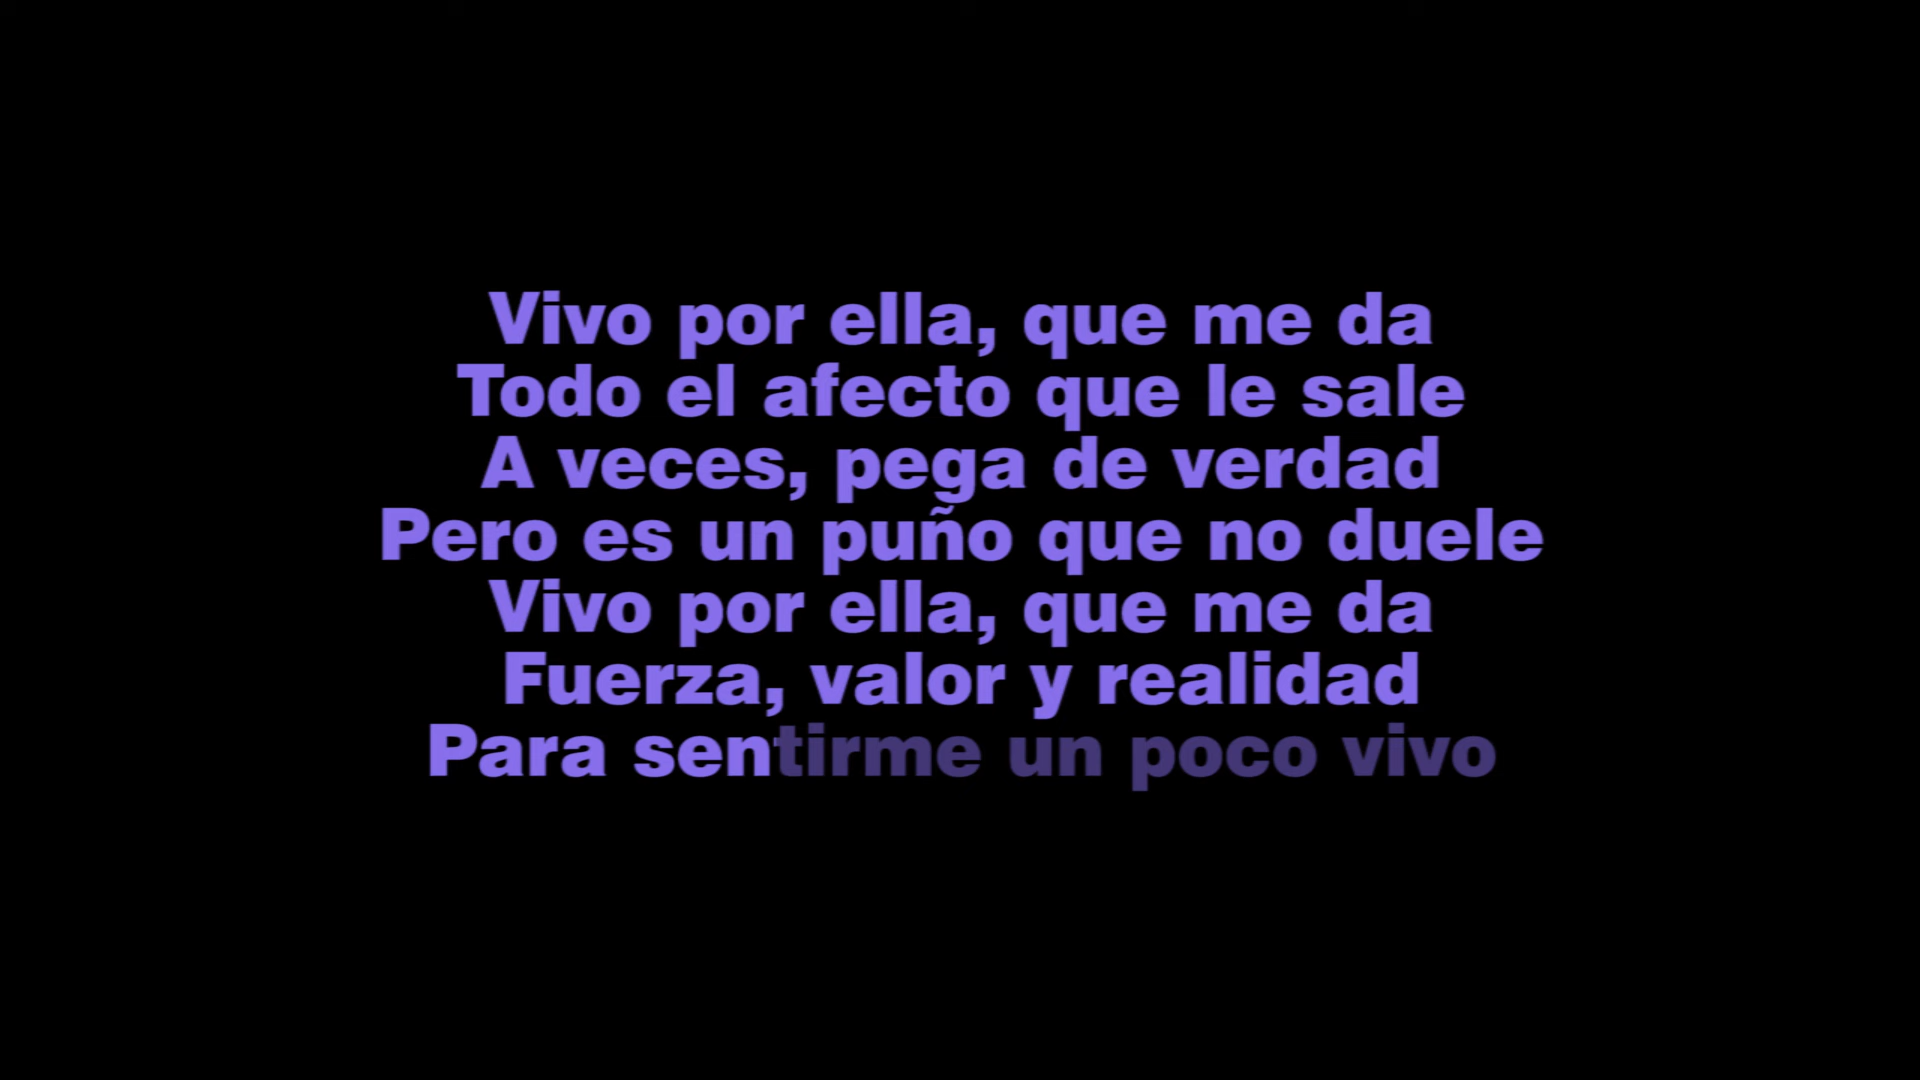 Vivo por ella, que me da
Todo el afecto que le sale
A veces, pega de verdad
Pero es un puño que no duele
Vivo por ella, que me da
Fuerza, valor y realidad
Para sentirme un poco vivo